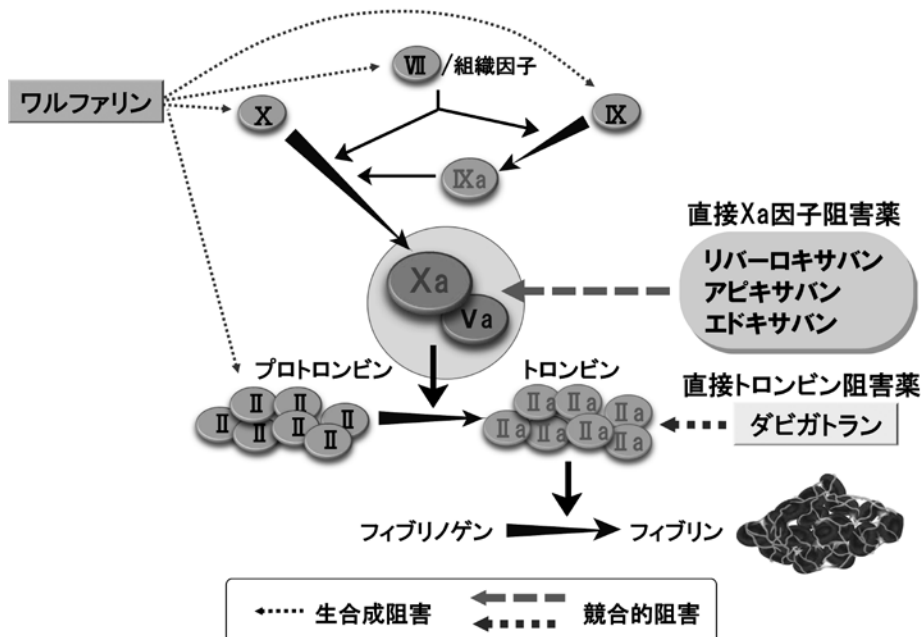 ワルファリン
Ⅶ/組織因子
Ⅹ
Ⅸ
Ⅸa
直接Ⅹa因子阻害薬
リバーロキサバン
アピキサバン
エドキサバン
Ⅹa
Ⅴa
プロトロンビン
トロンビン
直接トロンビン阻害薬
ダビガトラン
Ⅱ Ⅱ Ⅱ Ⅱ Ⅱ Ⅱ Ⅱ
Ⅱa Ⅱa Ⅱa Ⅱa Ⅱa Ⅱa Ⅱa
フィブリノゲン
フィブリン
生合成阻害
競合的阻害